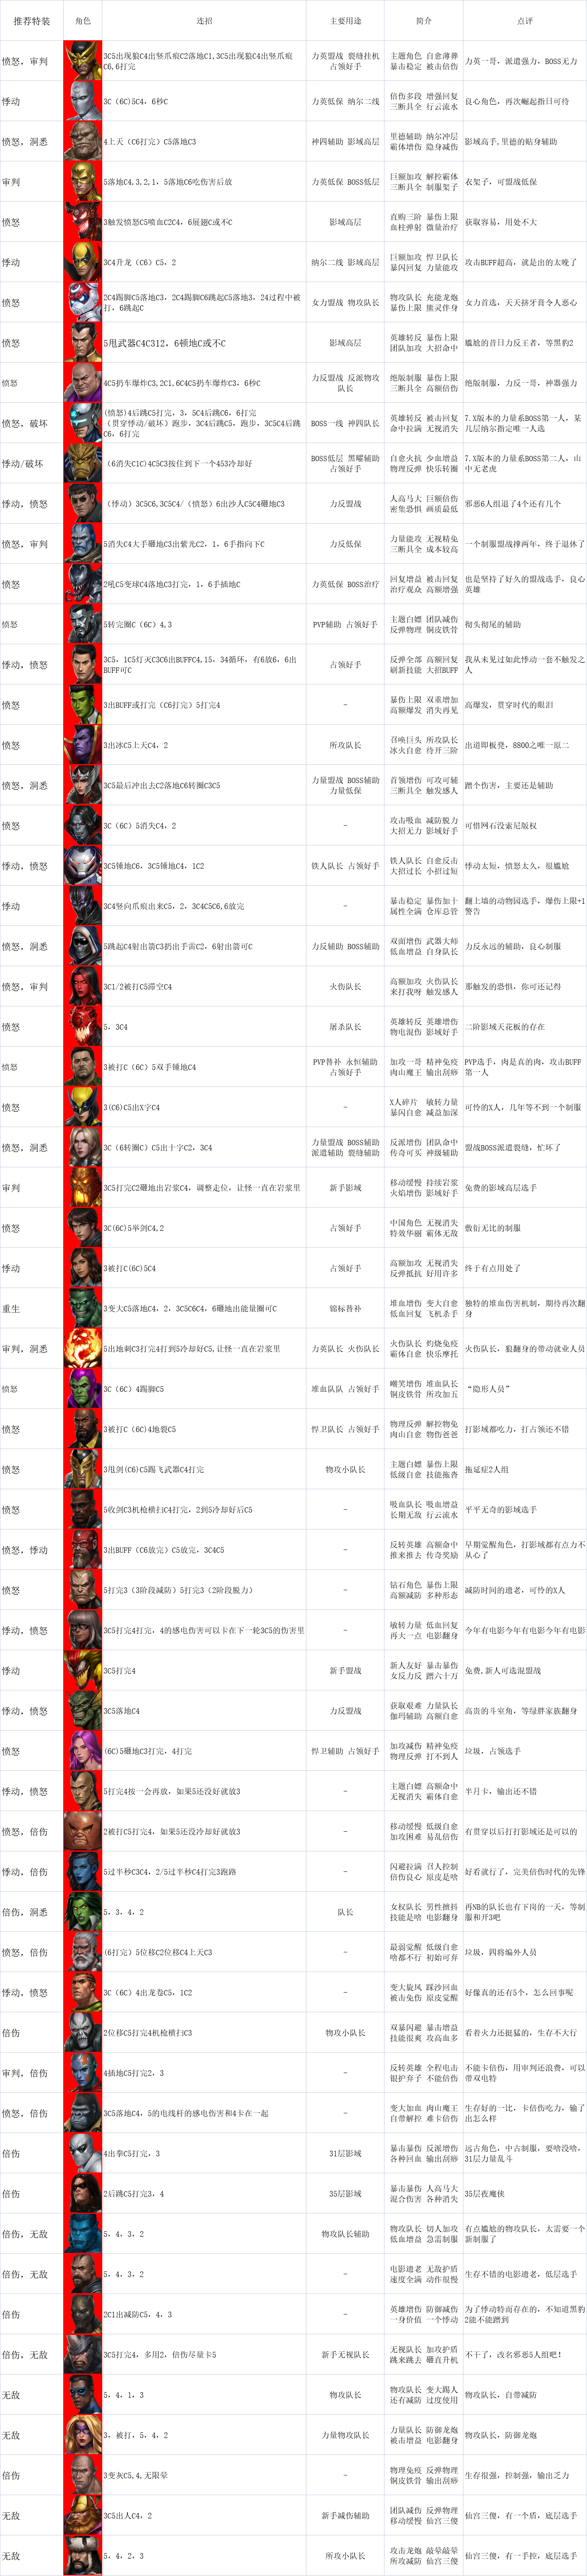 推荐特装 角色 连招 主要用途 简介 点评
愤怒，审判 3C5出现狼C4出竖爪痕C2落地C1,3C5出现狼C4出竖爪痕C6,6打完 力英盟战 裂缝挂机 占领好手 主题角色 自愈薄弹 暴击稳定 被击倍伤 力英一哥，派遣强力，BOSS无力
悸动 3C（6C)5C4，6秒C 力英低保 纳尔二线 倍伤多段 增强回复 三断具全 行云流水 良心角色，再次崛起指日可待
愤怒，洞悉 4上天（C6打完）C5落地C3 神四辅助 影域高层 里德辅助 纳尔冲层 霸体增伤 隐身减伤 影域高手,里德的贴身辅助
审判 5落地C4,3,2,1，5落地C6吃伤害后放 力英低保 BOSS低层 巨额加攻 解控霸体 三断具全 制服架子 衣架子，可盟战低保
愤怒 3触发愤怒C5喷血C2C4，6展翅C或不C 影域高层 直购三阶 暴伤上限 血柱弹射 微量治疗 获取容易，用处不大
悸动 3C4升龙（C6）C5，2 纳尔二线 影域高层 巨额加攻 悍卫队长 暴闪回复 力量能攻 攻击BUFF超高，就是出的太晚了
愤怒 2C4踢脚C5落地C3，2C4踢脚C6跳起C5落地3，24过程中被打，6跳起C 女力盟战 物攻队长 物攻队长 充能龙炮 暴伤上限 熊灵伴身 女力首选，天天挤牙膏令人恶心
愤怒 5甩武器C4C312，6顿地C或不C 影域高层 英雄转反 暴伤上限 团队加攻 大招命中 尴尬的昔日力反王者，等黑豹2
愤怒 4C5扔车爆炸C3,2C1,6C4C5扔车爆炸C3，6秒C 力反盟战 反派物攻队长 绝版制服 暴伤上限 三断具全 高额倍伤 绝版制服，力反一哥，神器强力
愤怒，破坏 (愤怒)4后跳C5打完，3，5C4后跳C6，6打完 （贯穿悸动/破坏）跑步，3C4后跳C5，跑步，3C5C4后跳C6，6打完 BOSS一线 神四队长 英雄转反 被击回复 命中拉满 无视消失 7.X版本的力量系BOSS第一人，某几层纳尔指定唯一人选
悸动/破坏 （6消失C1C)4C5C3按住到下一个453冷却好 BOSS低层 黑曜辅助 占领好手 自愈火抗 少血增益 物理反弹 快乐转圈 7.X版本的力量系BOSS第二人，山中无老虎
悸动，愤怒 （悸动）3C5C6,3C5C4/（愤怒）6出沙人C5C4砸地C3 力反盟战 人高马大 巨额倍伤 密集恐惧 画质最低 邪恶6人组退了4个还有几个
愤怒，审判 5消失C4大手砸地C3出紫光C2，1，6手指向下C 力反低保 力量能攻 无视精免 三断具全 成本较高 一个制服盟战撑两年，终于退休了
愤怒 2吼C5变球C4落地C3打完，1，6手插地C 力英低保 BOSS治疗 回复增益 被击回复 治疗观众 高额增强 也是坚持了好久的盟战选手，良心英雄
愤怒 5转完圈C（6C）4,3 PVP辅助 占领好手 主题白嫖 团队减伤 反弹物理 铜皮铁骨 彻头彻尾的辅助
悸动，愤怒 3C5，1C5灯灭C3C6出BUFFC4,15，34循环，有6放6，6出BUFF可C 占领好手 反弹全部 高额回复 崭新技能 大招BUFF 我从未见过如此悸动一套不触发之人
愤怒 3出BUFF或打完（C6打完）5打完4 - 暴伤上限 双重增加 高额爆发 消失再见 高爆发，贯穿时代的眼泪
愤怒 3出冰C5上天C4，2 所攻队长 召唤巨头 所攻队长 冰火自愈 待开三阶 出道即板凳，8800之唯一原二
愤怒，洞悉 3C5最后冲出去C2落地C6转圈C3C5 力量盟战 BOSS辅助 力量低保 首领增伤 可攻可辅 三断具全 触发感人 蹭个伤害，主要还是辅助
愤怒 3C（6C）5消失C4，2 - 攻击吸血 减防脱力 大招无力 影域好手 可惜网石没索尼版权
悸动，愤怒 3C5锤地C6，3C5锤地C4，1C2 铁人队长 占领好手 铁人队长 自愈反击 大招过长 小招过短 悸动太短，愤怒太久，很尴尬
悸动 3C4竖向爪痕出来C5，2，3C4C5C6,6放完 - 暴击稳定 暴伤加十 属性全满 仓库总管 翻上墙的动物园选手，爆伤上限+1警告
愤怒，洞悉 5跳起C4射出箭C3扔出手雷C2，6射出箭可C 力反辅助 BOSS辅助 双面增伤 武器大师 低血增益 自身队长 力反永远的辅助，良心制服
愤怒，审判 3C1/2被打C5滞空C4 火伤队长 高额加攻 火伤队长 来打我呀 触发感人 那触发的恐惧，你可还记得
愤怒 5，3C4 屠杀队长 英雄转反 英雄增伤 物电混伤 影域好手 二阶影域天花板的存在
愤怒 3被打C（6C）5双手锤地C4 PVP替补 永恒辅助 占领好手 加攻一哥 精神免疫 肉山魔王 输出刮痧 PVP选手，肉是真的肉，攻击BUFF第一人
愤怒 3(C6)C5出X字C4 - X人碎片 敏转力量 暴闪自愈 减益加深 可怜的X人，几年等不到一个制服
愤怒，洞悉 3C（6转圈C）C5出十字C2，3C4 力量盟战 BOSS辅助 派遣辅助 裂缝辅助 反派增伤 团队命中 传奇可买 神级辅助 盟战BOSS派遣裂缝，忙坏了
审判 3C5打完C2砸地出岩浆C4，调整走位，让怪一直在岩浆里 新手影域 移动缓慢 持续岩浆 火焰增伤 影域好手 免费的影域高层选手
愤怒 3C(6C)5举剑C4,2 占领好手 中国角色 无视消失 特效华丽 霸体无敌 敷衍无比的制服
悸动 3被打C(6C)5C4 占领好手 高额加攻 无视消失 反弹抵抗 好用许多 终于有点用处了
重生 3变大C5落地C4，2，3C5C6C4，6砸地出能量圈可C 锦标替补 堆血增伤 变大自愈 低血回复 飞机杀手 独特的堆血伤害机制，期待再次翻身
审判，洞悉 5出地刺C3打完4打到5冷却好C5,让怪一直在岩浆里 力英队长 火伤队长 火伤队长 灼烧免疫 霸体自愈 快乐摩托 火伤队长，狠翻身的带动就业人员
愤怒 3C（6C）4踢脚C5 堆血队队 占领好手 嘲笑增伤 堆血队长 铜皮铁骨 所攻加五 “隐形人员”
愤怒 3被打C（6C)4地裂C5 悍卫队长 占领好手 物理反弹 解控物免 肉山自愈 物伤爸爸 打影域都吃力，打占领还不错
愤怒 3甩剑(C6)C5踢飞武器C4打完 物攻小队长 主题白嫖 暴伤上限 低级自愈 技能拖沓 拖延症2人组
愤怒 5收剑C3机枪横扫C4打完，2到5冷却好后C5 - 吸血队长 吸血增益 长期无敌 行云流水 平平无奇的影域选手
愤怒，悸动 3出BUFF（C6放完）C5放完，3C4C5 - 反转英雄 高额命中 推来推去 传奇奖励 早期觉醒角色，打影域都有点力不从心了
愤怒 5打完3（3阶段减防）5打完3（2阶段脱力） - 钻石角色 暴伤上限 高额减防 多种形态 减防时间的遗老，可怜的X人
悸动，愤怒 3C5打完4打完，4的感电伤害可以卡在下一轮3C5的伤害里 - 敏转力量 低血回复 再大一点 电影翻身 今年有电影今年有电影今年有电影
悸动 3C5打完4 新手盟战 新人友好 暴击暴伤 女反力反 蹭六十万 免费,新人可选混盟战
悸动，愤怒 3C5落地C4 力反盟战 获取艰难 力量队长 伽玛辅助 高额自愈 高贵的斗室角，等绿胖家族翻身
愤怒 (6C)5砸地C3打完，4打完 悍卫辅助 占领好手 加攻减伤 精神免疫 物理反弹 打不到人 垃圾，占领选手
悸动，愤怒 5打完4按一会再放，如果5还没好就放3 - 主题白嫖 高额命中 无视消失 霸体自愈 半月卡，输出还不错
愤怒，倍伤 2被打C5打完4，如果5还没冷却好就放3 - 移动缓慢 低级自愈 加攻困难 易乱倍伤 有贯穿以后打打影域还是可以的
悸动，倍伤 5过半秒C3C4，2/5过半秒C4打完3跑路 - 闪避拉满 召人控制 倍伤良心 原皮是啥 好看就行了，完美倍伤时代的先锋
倍伤，洞悉 5，3，4，2 队长 女权队长 男性擅抖 技能是啥 电影翻身 再NB的队长也有下岗的一天，等制服和开3吧
愤怒，倍伤 (6打完）5位移C2位移C4上天C3 - 最弱觉醒 低级自愈 啥都不行 初始可弃 垃圾，四将编外人员
悸动，愤怒 3C（6C）4出龙卷C5，1C2 - 变大旋风 踩沙回血 被击免伤 原皮觉醒 好像真的还有5个，怎么回事呢
倍伤 2位移C5打完4机枪横扫C3 物攻小队长 双暴闪避 暴击增益 技能很爽 攻高血多 看着火力还挺猛的，生存不大行
审判，倍伤 4插地C5打完2，3 - 反转英雄 全程电击 银护弃子 不能倍伤 不能卡倍伤，用审判还浪费，可以带双电特
愤怒，倍伤 3C5落地C4，5的电线杆的感电伤害和4卡在一起 - 变大加血 肉山魔王 自带解控 难卡倍伤 生存好的一比，卡倍伤吃力，输了出怎么样
倍伤 4出拳C5打完，3 31层影域 暴击暴伤 反派增伤 各种回血 输出刮痧 远古角色，中古制服，要啥没啥，31层力量乱斗
倍伤 2后跳C5打完3，4 35层影域 暴击暴伤 人高马大 混合伤害 各种消失 35层夜魔侠
倍伤，无敌 5，4，3，2 物攻队长辅助 物攻队长 切人加攻 低血增益 急需制服 有点尴尬的物攻队长，太需要一个新制服了
倍伤，无敌 5，4，3，2 - 电影遗老 无敌护盾 速度全满 动作很慢 生存不错的电影遗老，低层选手
倍伤 2C1出减防C5，4，3 - 英雄增伤 防御减伤 一身价值 一个悸动 为了悸动特而存在的，不知道黑豹2能不能蹭到
倍伤，无敌 3C5打完4，多用2，倍伤尽量卡5 新手无视队长 无视队长 加攻护盾 跳来跳去 砸直升机 不干了，改名邪恶5人组吧！
无敌 5，4，1，3 物攻队长 物攻队长 变大踢人 还有减防 过度使用 物攻队长，自带减防
无敌 3，被打，5，4，2 力量物攻队长 力量队长 防御龙炮 被击增益 电影翻身 物攻队长，防御龙炮
倍伤 3变灰C5,4,无限晕 - 物理免疫 反弹物理 铜皮铁骨 输出刮痧 生存很强，控制强，输出乏力
无敌 3C5出人C4，2 新手减伤辅助 团队减伤 反弹物理 移动缓慢 仙宫三傻 仙宫三傻，有一个盾，底层选手
无敌 5，4，2，3 所攻小队长 攻击龙炮 敲晕敲晕 所攻减防 仙宫三傻 仙宫三傻，有一手控，底层选手